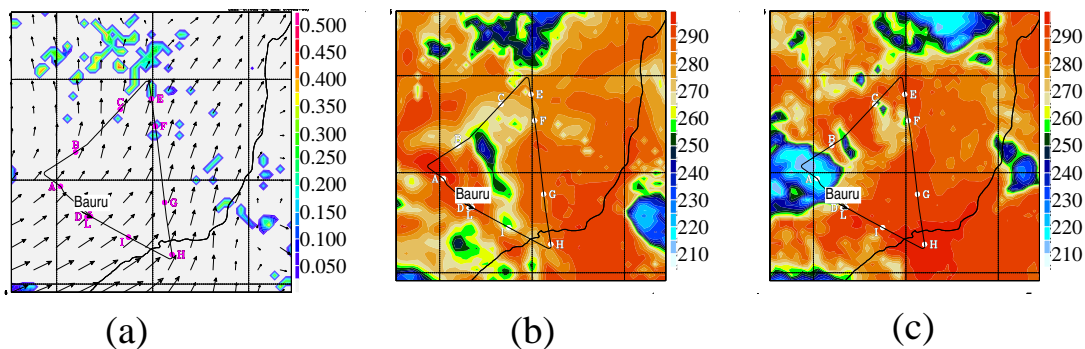 0.500
0.450
0.400
0.350
0.300
0.250
0.200
0.150
0.100
0.050
C
E
F
B
A
Bauru
G
D
L
I
H
(a)
290
280
270
260
250
240
230
220
210
C
E
F
B
A
Bauru
G
D
L
I
H
(b)
290
280
270
260
250
240
230
220
210
C
E
F
B
A
Bauru
G
D
L
I
H
(c)